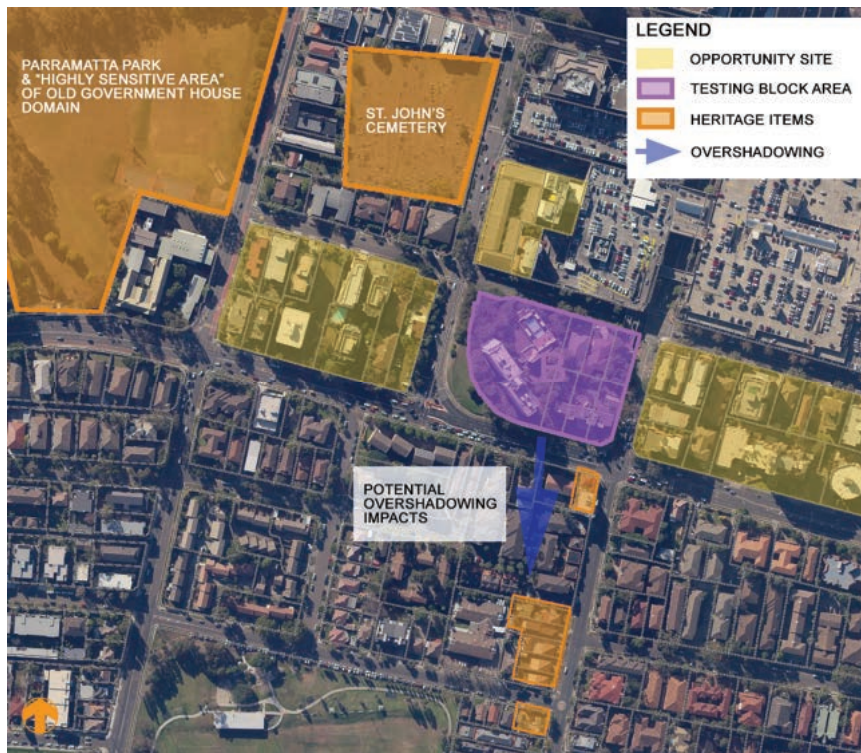 PARRAMATTA PARK
& "HIGHLY SENSITIVE AREA"
OF OLD GOVERNMENT HOUSE
DOMAIN
ST. JOHN'S
CEMETERY
LEGEND
OPPORTUNITY SITE
TESTING BLOCK AREA
HERITAGE ITEMS
OVERSHADOWING
POTENTIAL
OVERSHADOWING
IMPACTS